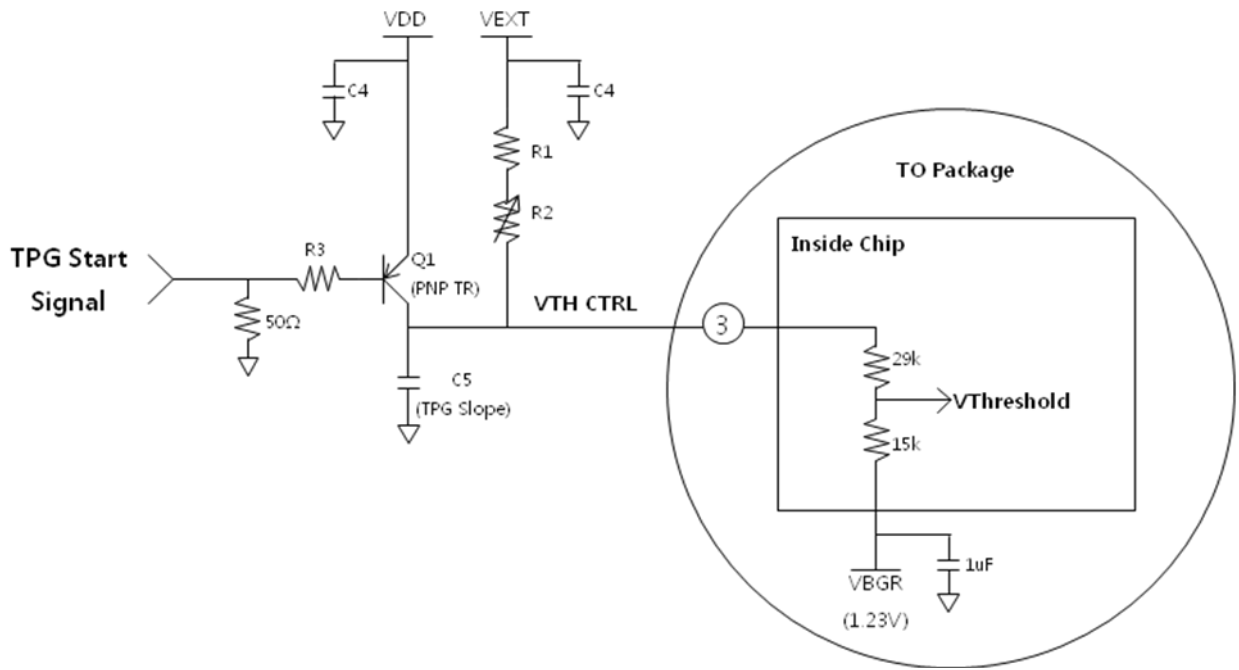 VDD
VEXT
C4
C4
R1
TO Package
R2
Inside Chip
TPG Start
Signal
R3
Q1
(PNP TR)
VTH CTRL
3
50Ω
29k
C5
(TPG Slope)
VThreshold
15k
1uF
VBGR
(1.23V)